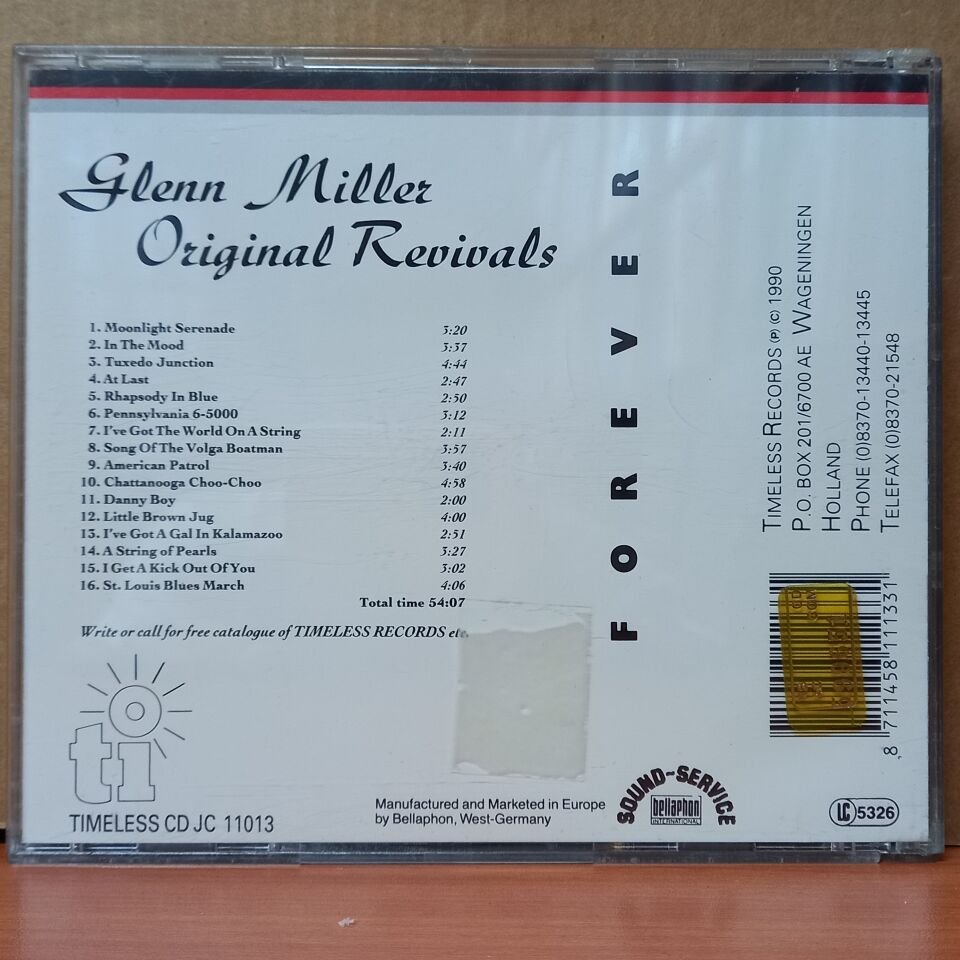 Glenn Miller
Original Revivals
1. Moonlight Serenade 3:20
2. In The Mood 3:37
3. Tuxedo Junction 4:44
4. At Last 2:47
5. Rhapsody In Blue 2:50
6. Pennsylvania 6-5000 3:12
7. I've Got The World On A String 2:11
8. Song Of The Volga Boatman 3:57
9. American Patrol 3:40
10. Chattanooga Choo-Choo 4:58
11. Danny Boy 2:00
12. Little Brown Jug 4:00
13. I've Got A Gal In Kalamazoo 2:51
14. A String of Pearls 3:27
15. I Get A Kick Out Of You 3:02
16. St. Louis Blues March 4:06
Total time 54:07
Write or call for free catalogue of TIMELESS RECORDS etc.
ti
TIMELESS CD JC 11013
Manufactured and Marketed in Europe
by Bellaphon, West-Germany
SOUND-SERVICE
bellaphon
INTERNATIONAL
LC 5326
FOREVER
TIMELESS RECORDS (P) (C) 1990
P.O. BOX 201/6700 AE WAGENINGEN
HOLLAND
PHONE (0)8370-13440-13445
TELEFAX (0)8370-21548
8 711458 111331